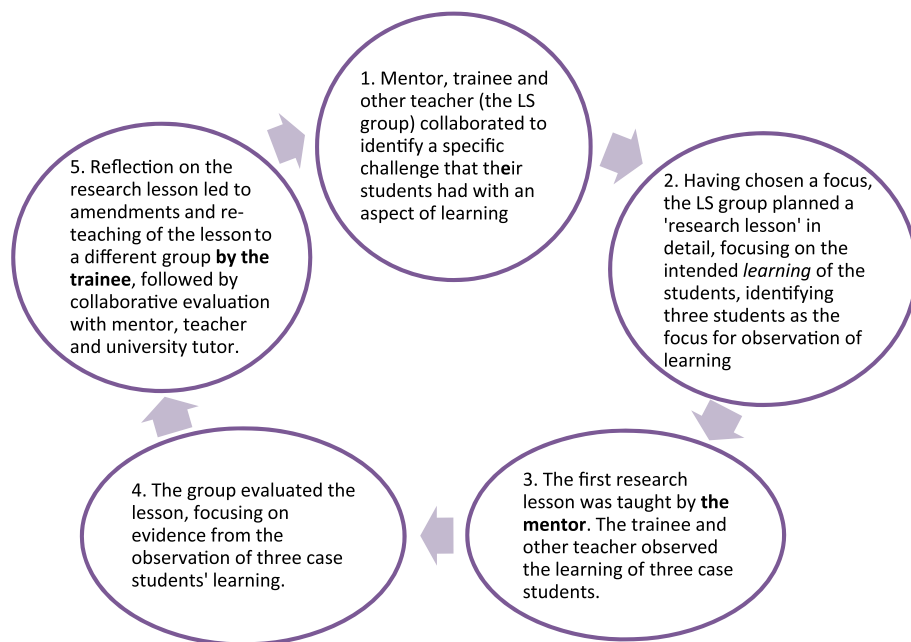 1. Mentor, trainee and
other teacher (the LS
group) collaborated to
identify a specific
challenge that their
students had with an
aspect of learning
2. Having chosen a focus,
the LS group planned a
'research lesson' in
detail, focusing on the
intended learning of the
students, identifying
three students as the
focus for observation of
learning
3. The first research
lesson was taught by the
mentor. The trainee and
other teacher observed
the learning of three case
students.
4. The group evaluated the
lesson, focusing on
evidence from the
observation of three case
students' learning.
5. Reflection on the
research lesson led to
amendments and re-
teaching of the lesson to
a different group by the
trainee, followed by
collaborative evaluation
with mentor, teacher
and university tutor.